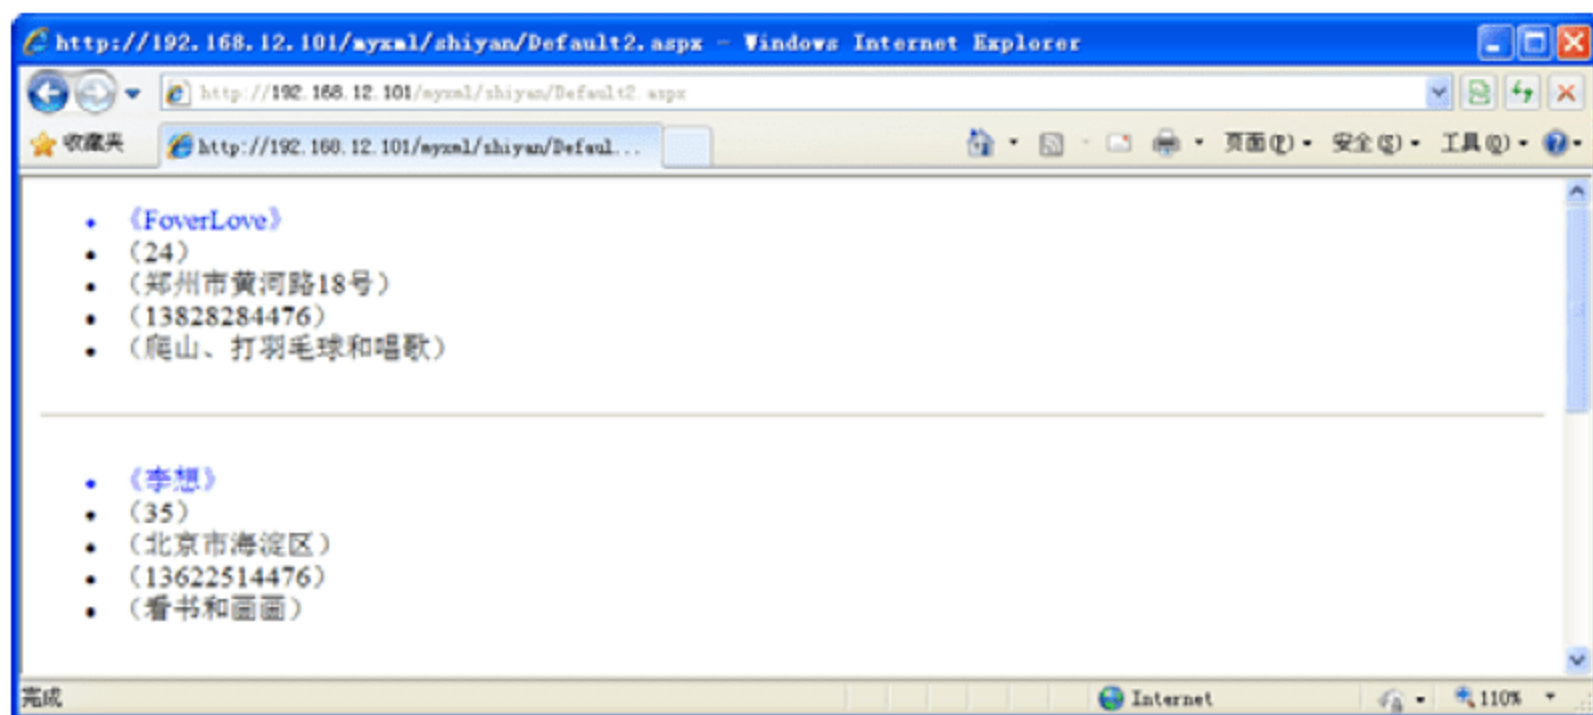 http://192.168.12.101/myxml/shiyan/Default2.aspx - Windows Internet Explorer
http://192.168.12.101/myxml/shiyan/Default2.aspx
收藏夹 http://192.168.12.101/myxml/shiyan/Defaul... 页面(P) 安全(S) 工具(O)
《FoverLove》
（24）
（郑州市黄河路18号）
（13828284476）
（爬山、打羽毛球和唱歌）
《李想》
（35）
（北京市海淀区）
（13622514476）
（看书和画画）
完成 Internet 110%